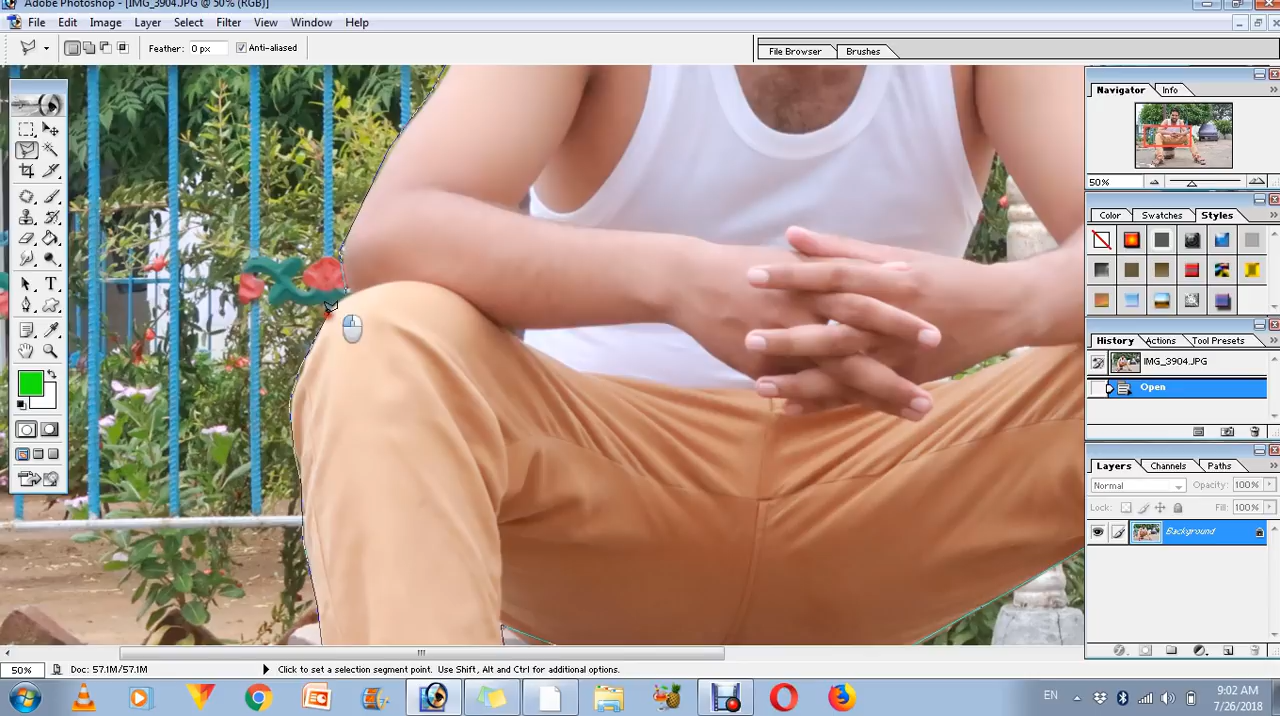 Adobe Photoshop - [IMG_3904.JPG @ 50% (RGB)]
File Edit Image Layer Select Filter View Window Help
Feather: 0 px Anti-aliased File Browser Brushes
Navigator Info
50%
Color Swatches Styles
History Actions Tool Presets
IMG_3904.JPG
Open
Layers Channels Paths
Normal Opacity: 100%
Lock: Fill: 100%
Background
50% Doc: 57.1M/57.1M Click to set a selection segment point. Use Shift, Alt and Ctrl for additional options.
EN 9:02 AM
7/26/2018